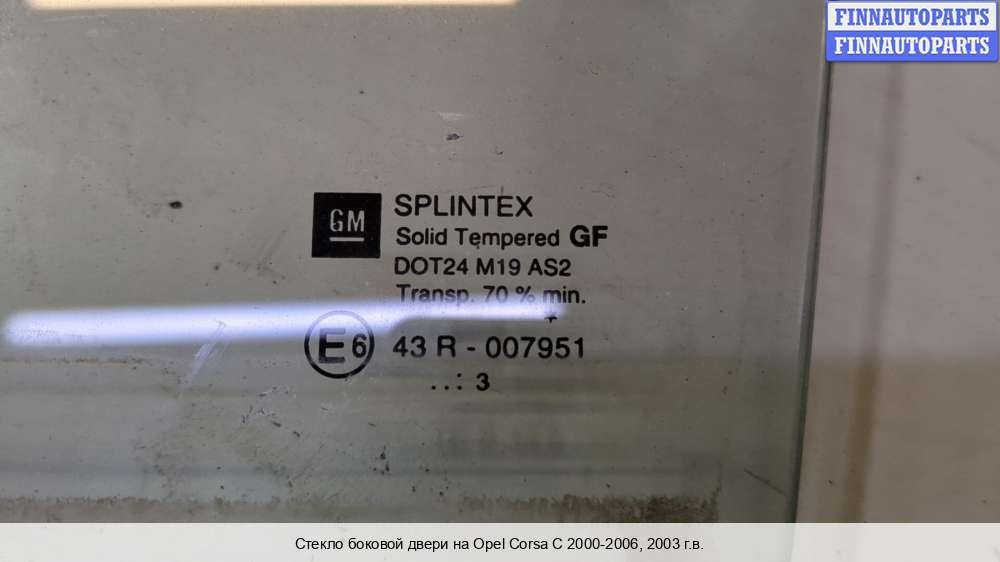 FINNAUTOPARTS
FINNAUTOPARTS
GM
SPLINTEX
Solid Tempered GF
DOT24 M19 AS2
Transp. 70 % min.
E6 43 R - 007951
..: 3
Стекло боковой двери на Opel Corsa C 2000-2006, 2003 г.в.